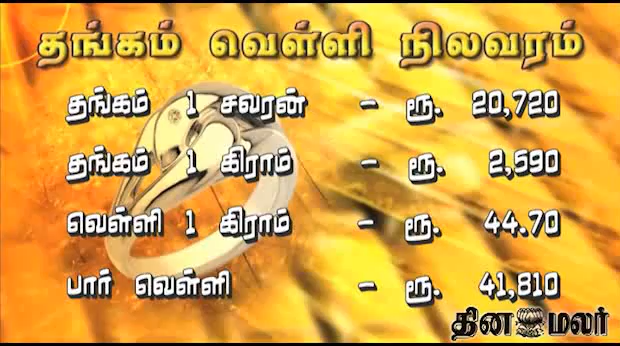 தங்கம் வெள்ளி நிலவரம்
தங்கம் 1 சவரன் - ரூ. 20,720
தங்கம் 1 கிராம் - ரூ. 2,590
வெள்ளி 1 கிராம் - ரூ. 44.70
பார் வெள்ளி - ரூ. 41,810
தினமலர்